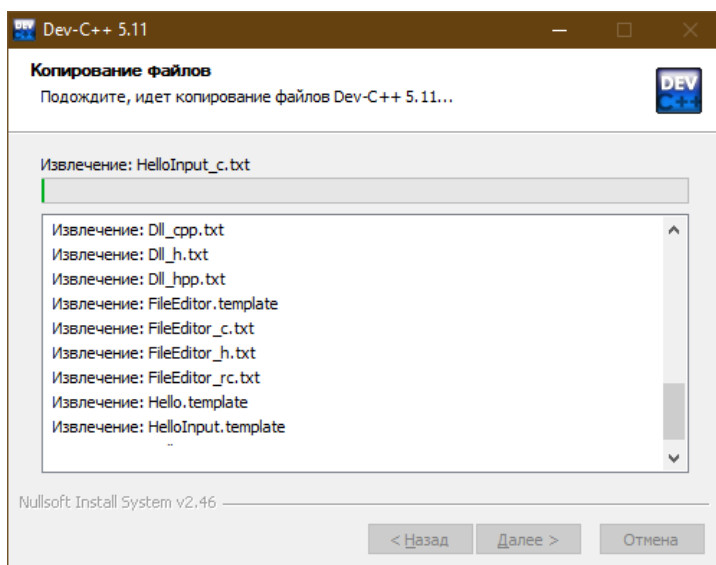 DEV C++ Dev-C++ 5.11
Копирование файлов
Подождите, идет копирование файлов Dev-C++ 5.11...
DEV
C++
Извлечение: HelloInput_c.txt
Извлечение: Dll_cpp.txt
Извлечение: Dll_h.txt
Извлечение: Dll_hpp.txt
Извлечение: FileEditor.template
Извлечение: FileEditor_c.txt
Извлечение: FileEditor_h.txt
Извлечение: FileEditor_rc.txt
Извлечение: Hello.template
Извлечение: HelloInput.template
Nullsoft Install System v2.46
< Назад Далее > Отмена